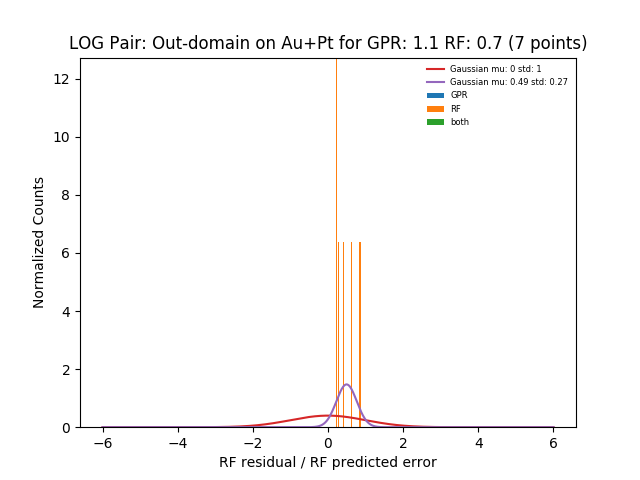 LOG Pair: Out-domain on Au+Pt for GPR: 1.1 RF: 0.7 (7 points)
Gaussian mu: 0 std: 1
Gaussian mu: 0.49 std: 0.27
GPR
RF
both
12
10
8
6
4
2
0
Normalized Counts
−6 −4 −2 0 2 4 6
RF residual / RF predicted error